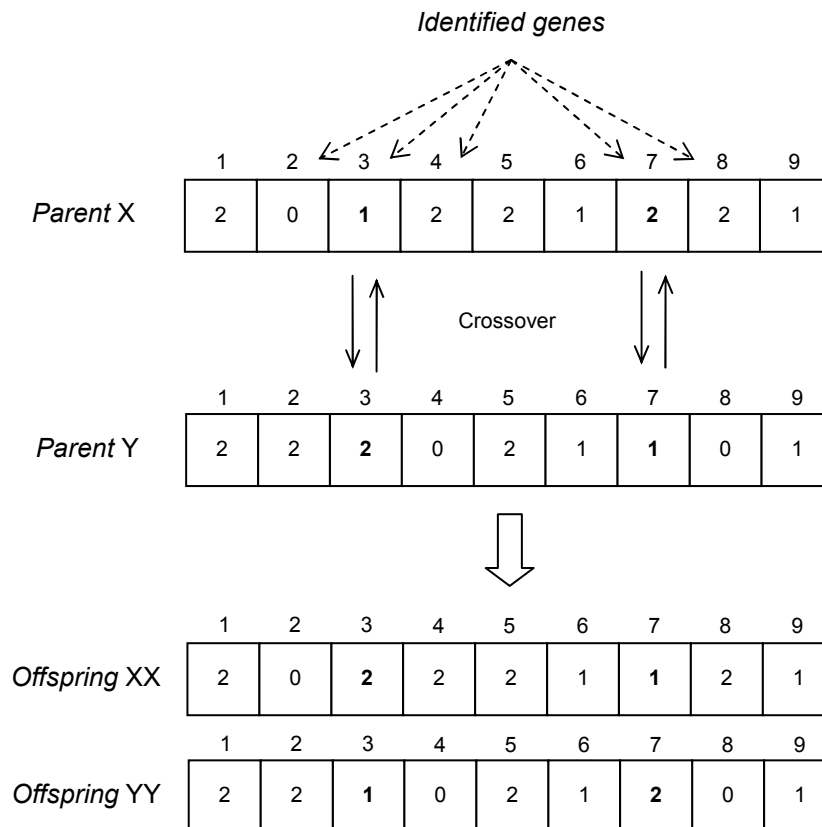 Identified genes
1 2 3 4 5 6 7 8 9
Parent X 2 0 1 2 2 1 2 2 1
Crossover
1 2 3 4 5 6 7 8 9
Parent Y 2 2 2 0 2 1 1 0 1
1 2 3 4 5 6 7 8 9
Offspring XX 2 0 2 2 2 1 1 2 1
1 2 3 4 5 6 7 8 9
Offspring YY 2 2 1 0 2 1 2 0 1